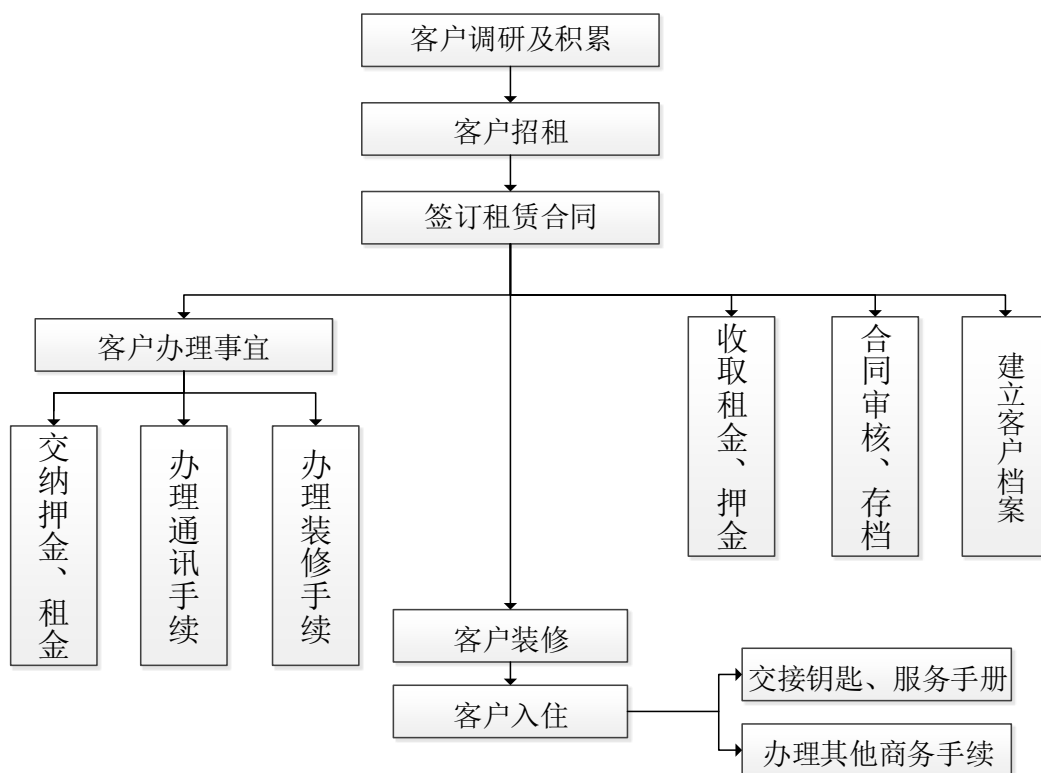 客户调研及积累
客户招租
签订租赁合同
客户办理事宜
交纳押金、租金
办理通讯手续
办理装修手续
收取租金、押金
合同审核、存档
建立客户档案
客户装修
客户入住
交接钥匙、服务手册
办理其他商务手续